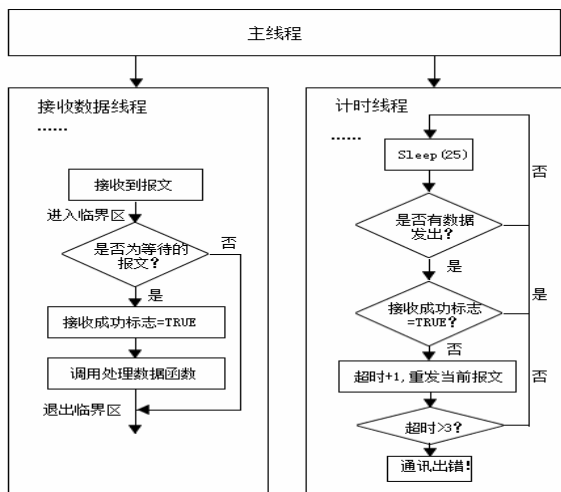 主线程
接收数据线程
......
接收到报文
进入临界区
是否为等待的
报文?
否
是
接收成功标志=TRUE
调用处理数据函数
退出临界区
计时线程
......
Sleep(25)
否
是否有数据
发出?
是
接收成功标志
=TRUE?
是
否
超时+1,重发当前报文
否
超时>3?
通讯出错!